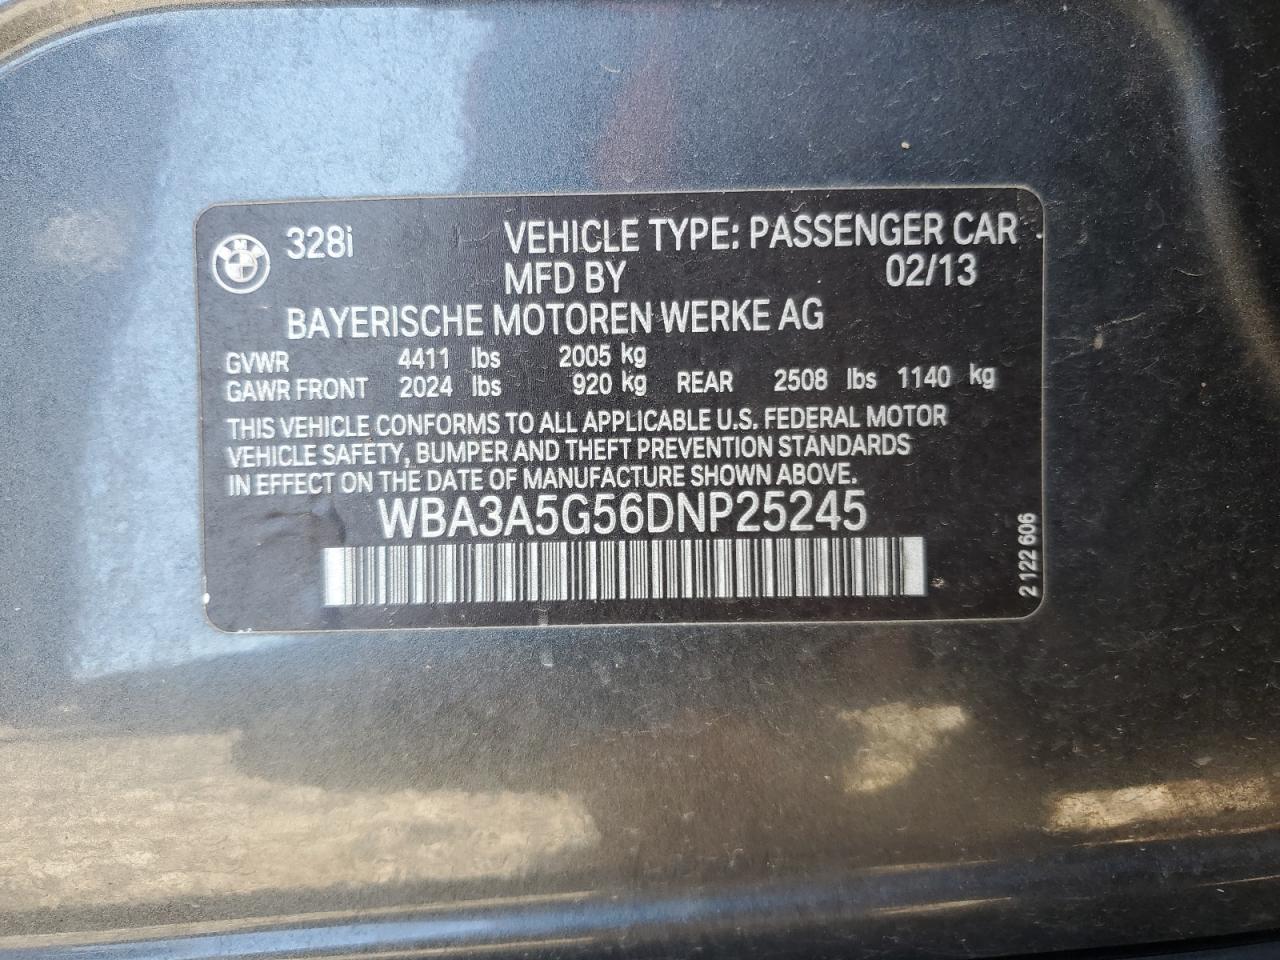 328i VEHICLE TYPE: PASSENGER CAR
MFD BY 02/13
BAYERISCHE MOTOREN WERKE AG
GVWR 4411 lbs 2005 kg
GAWR FRONT 2024 lbs 920 kg REAR 2508 lbs 1140 kg
THIS VEHICLE CONFORMS TO ALL APPLICABLE U.S. FEDERAL MOTOR
VEHICLE SAFETY, BUMPER AND THEFT PREVENTION STANDARDS
IN EFFECT ON THE DATE OF MANUFACTURE SHOWN ABOVE.
WBA3A5G56DNP25245
2 122 606